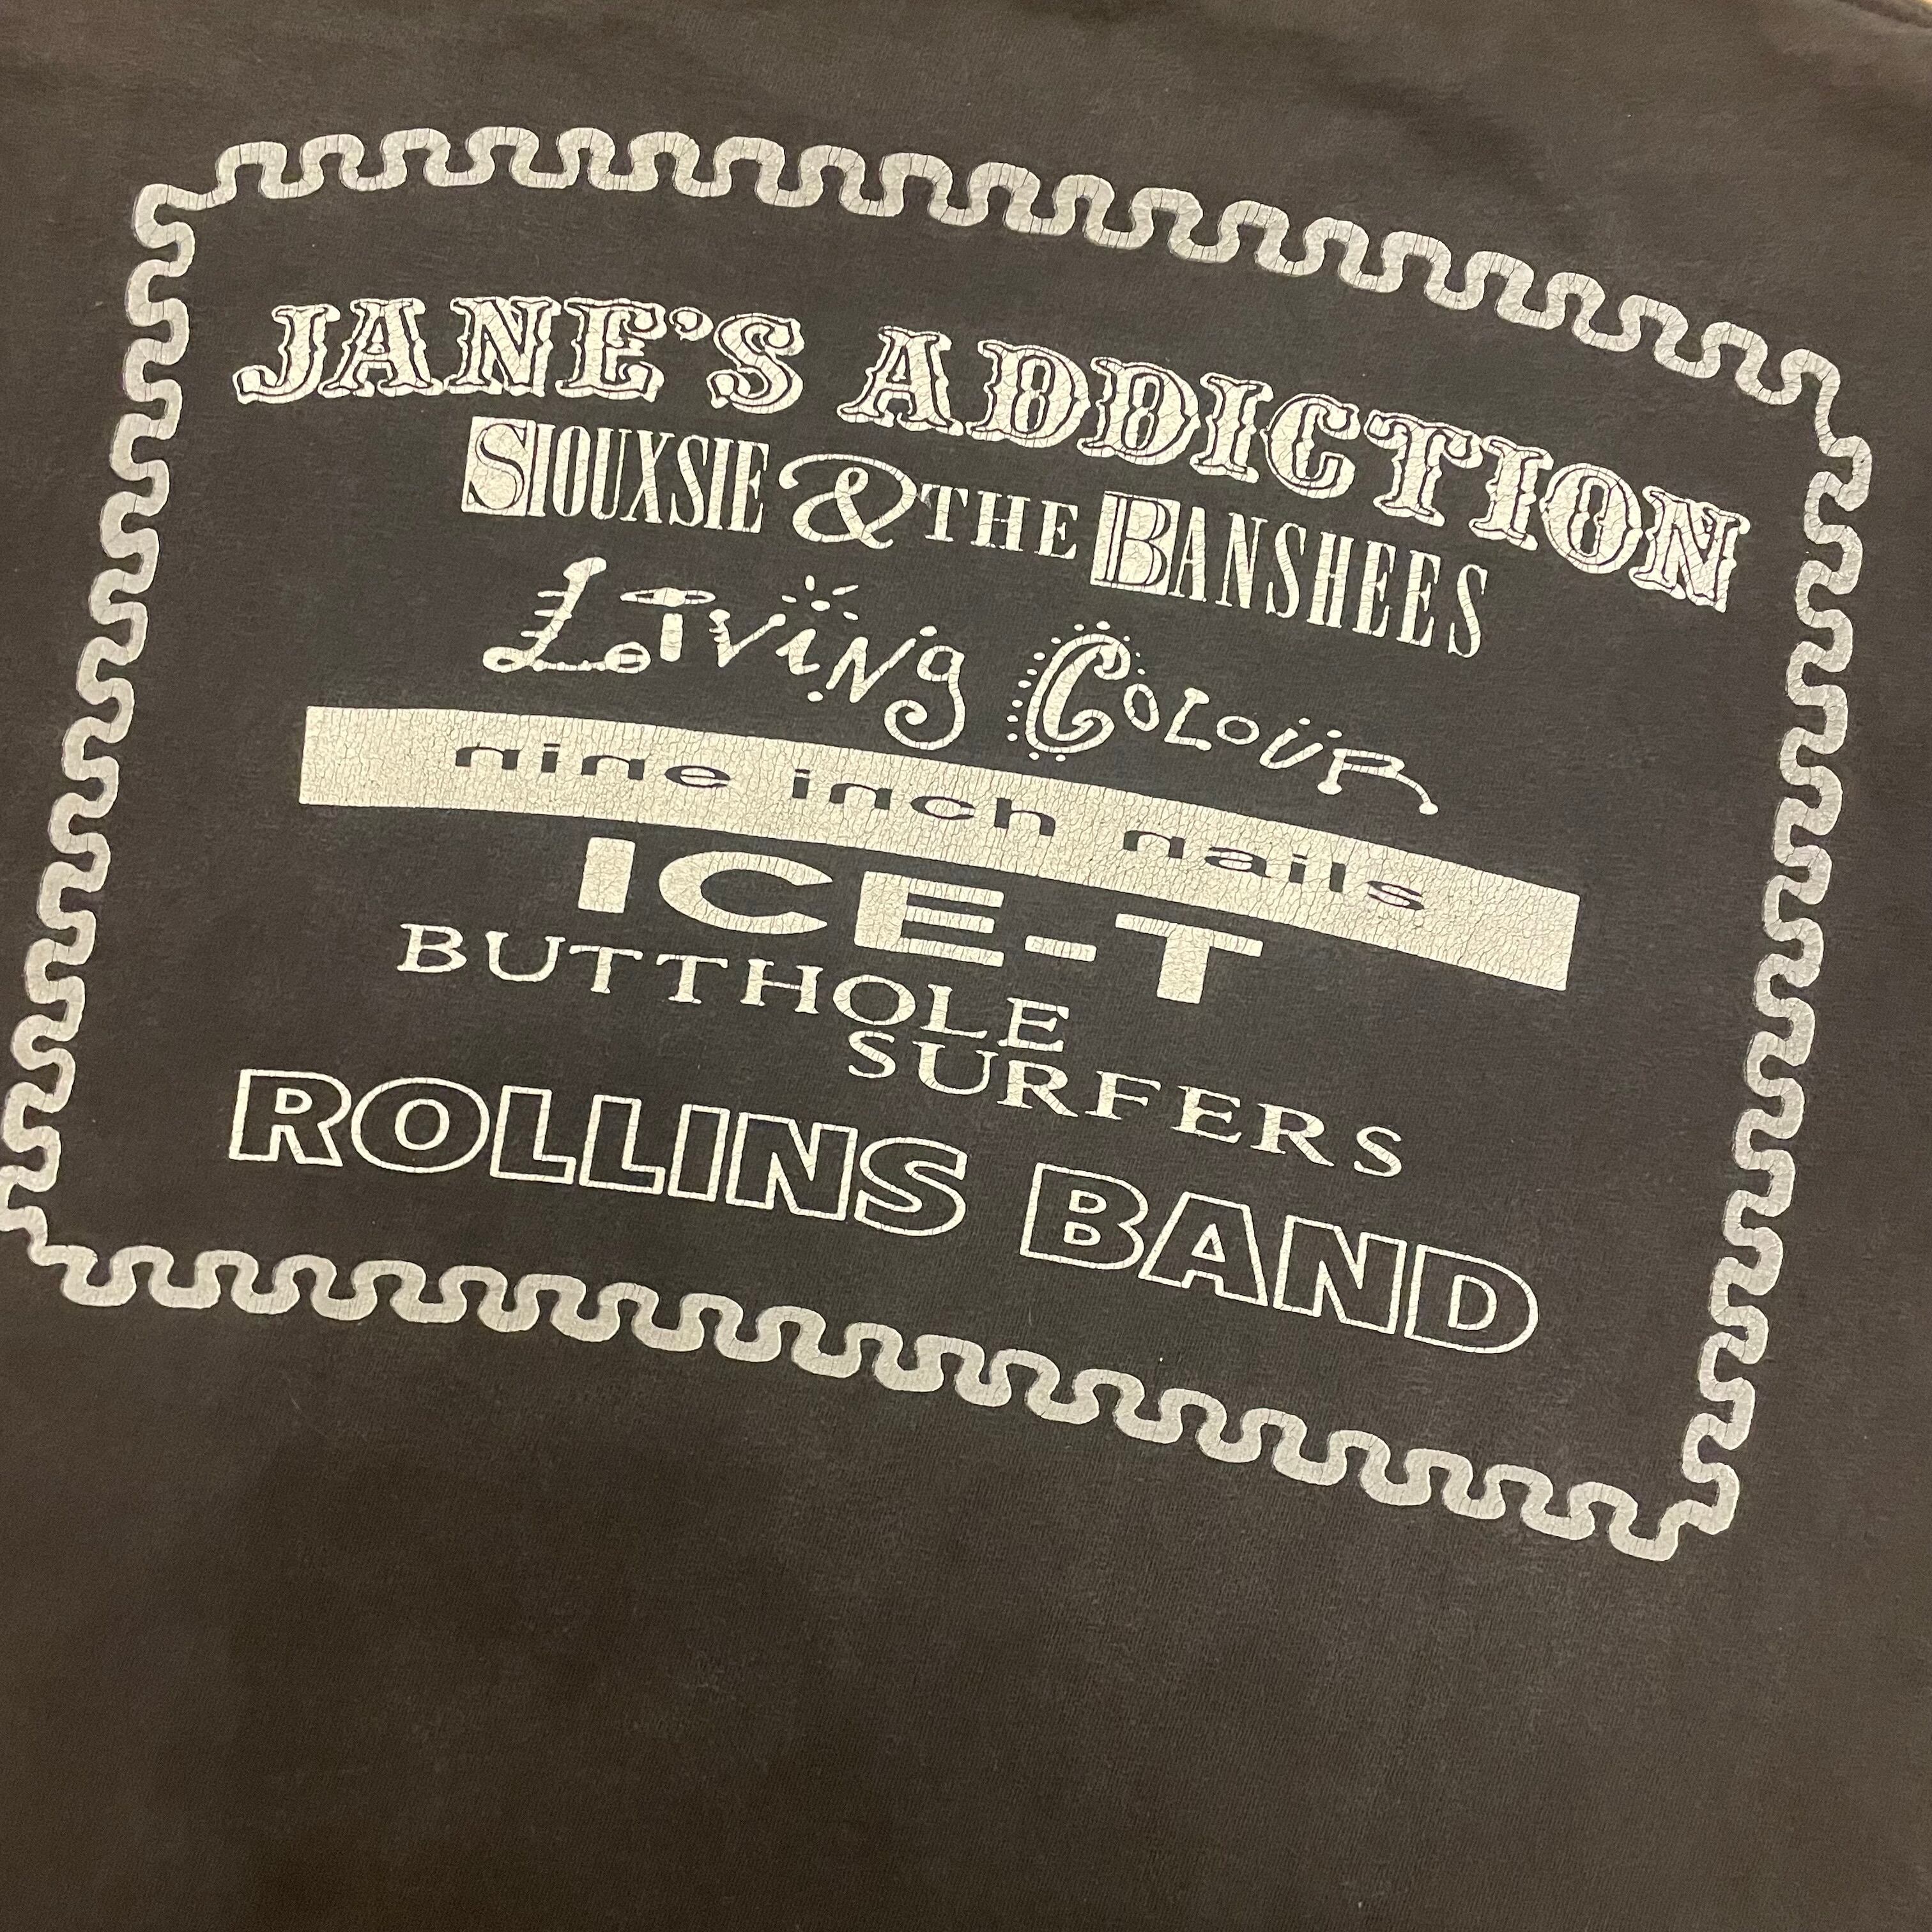 JANE'S ADDICTION
SIOUXSIE & THE BANSHEES
LIVING COLOUR
nine inch nails
ICE-T
BUTTHOLE
SURFERS
ROLLINS BAND